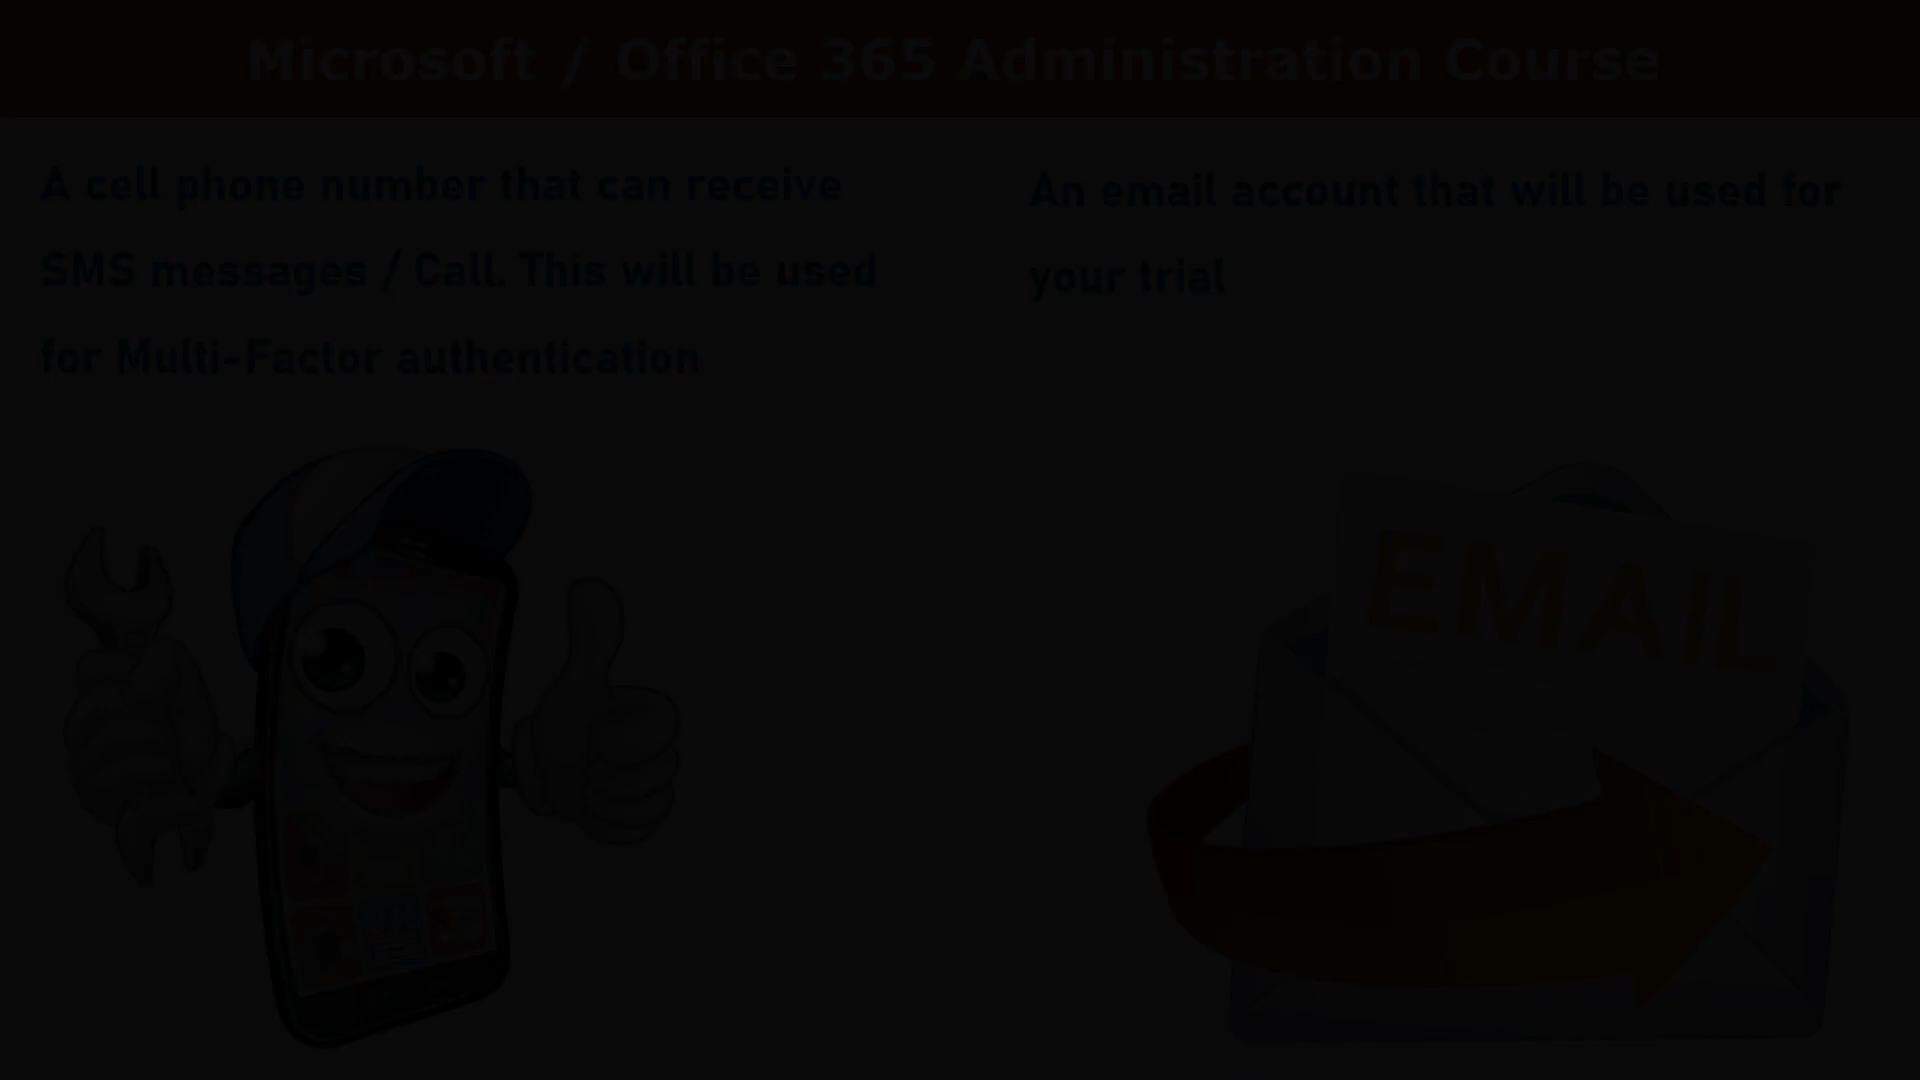 Microsoft / Office 365 Administration Course
A cell phone number that can receive
SMS messages / Call. This will be used
for Multi-Factor authentication
An email account that will be used for
your trial
EMAIL